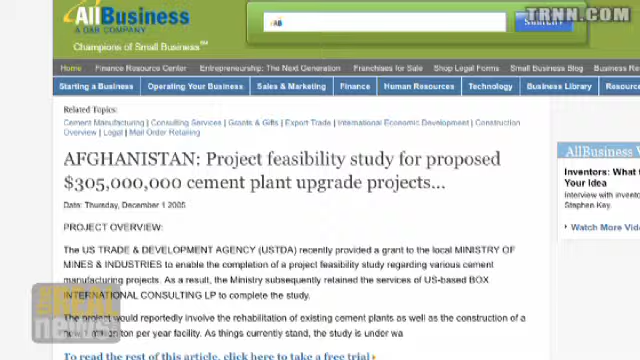 TRNN.COM
AllBusiness
A D&B COMPANY
Champions of Small Business
Home Finance Resource Center Entrepreneurship: The Next Generation Franchises for Sale Shop Legal Forms Small Business Blog Business
Starting a Business Operating Your Business Sales & Marketing Finance Human Resources Technology Business Library
Related Topics:
Cement Manufacturing | Consulting Services | Grants & Gifts | Export Trade | International Economic Development | Construction
Overview | Legal | Mail Order Retailing
AFGHANISTAN: Project feasibility study for proposed
$305,000,000 cement plant upgrade projects...
Date: Thursday, December 1 2005
PROJECT OVERVIEW:
The US TRADE & DEVELOPMENT AGENCY (USTDA) recently provided a grant to the local MINISTRY OF
MINES & INDUSTRIES to enable the completion of a project feasibility study regarding various cement
manufacturing projects. As a result, the Ministry subsequently retained the services of US-based BOX
INTERNATIONAL CONSULTING LP to complete the study.
The project would reportedly involve the rehabilitation of existing cement plants as well as the construction of a
new 1 million ton per year facility. As things currently stand, the study is under wa
To read the rest of this article, click here to take a free trial
AllBusiness
Inventors: What
Your Idea
Interview with
Stephen Key.
Watch More
THE REAL
news